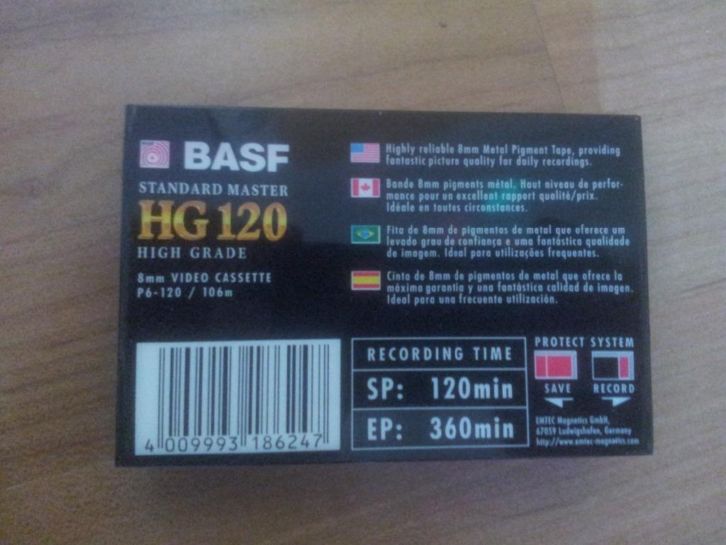 BASF
STANDARD MASTER
HG 120
HIGH GRADE
8mm VIDEO CASSETTE
P6-120 / 106m
Highly reliable 8mm Metal Pigment Tape, providing
fantastic picture quality for daily recordings.
Bande 8mm pigments métal. Haut niveau de perfor-
mance pour un excellent rapport qualité/prix.
Idéale en toutes circonstances.
Fita de 8mm de pigmentos de metal que oferece um
levado grau de confiança e uma fantástica qualidade
de imagem. Ideal para utilizações frequentes.
Cinta de 8mm de pigmentos de metal que ofrece la
máxima garantia y una fantástica calidad de imagen.
Ideal para una frecuente utilización.
4 009993 186247
RECORDING TIME
SP: 120min
EP: 360min
PROTECT SYSTEM
SAVE RECORD
EMTEC Magnetics GmbH,
67059 Ludwigshafen, Germany
http://www.emtec-magnetics.com